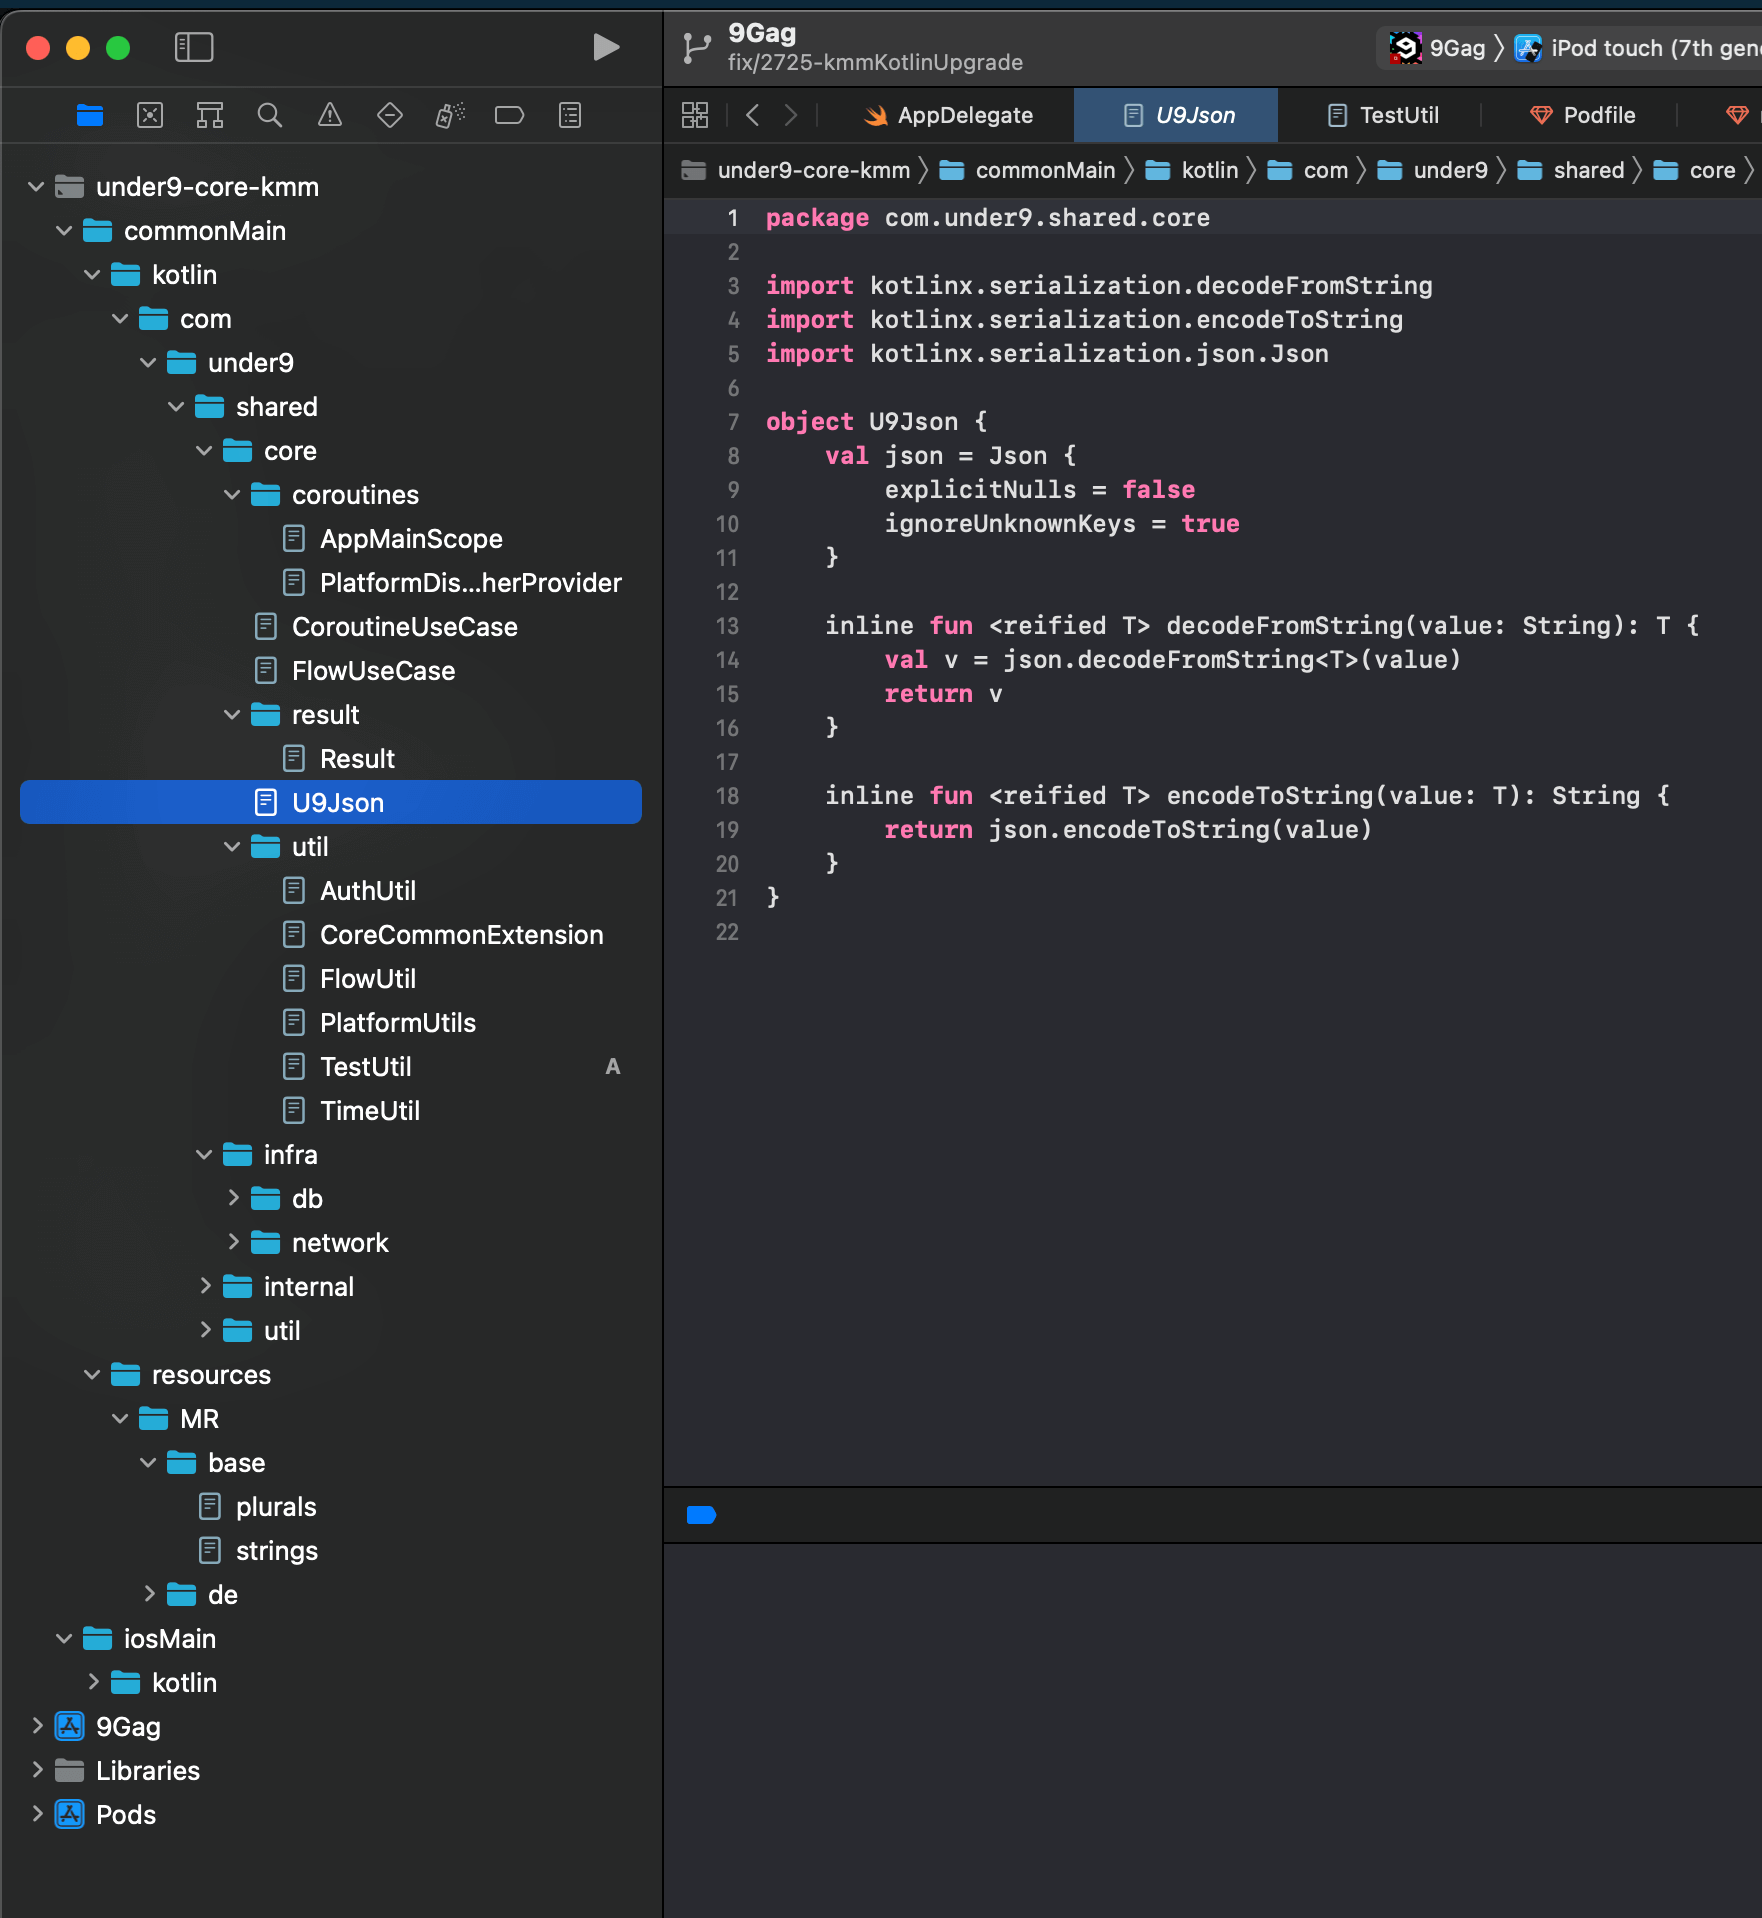 9Gag
fix/2725-kmmKotlinUpgrade
9Gag
iPod touch (7th gen
AppDelegate
U9Json
TestUtil
Podfile
under9-core-kmm
commonMain
kotlin
com
under9
shared
core
under9-core-kmm
commonMain
kotlin
com
under9
shared
core
coroutines
AppMainScope
PlatformDis...herProvider
CoroutineUseCase
FlowUseCase
result
Result
U9Json
util
AuthUtil
CoreCommonExtension
FlowUtil
PlatformUtils
TestUtil A
TimeUtil
infra
db
network
internal
util
resources
MR
base
plurals
strings
de
iosMain
kotlin
9Gag
Libraries
Pods
1 package com.under9.shared.core
2
3 import kotlinx.serialization.decodeFromString
4 import kotlinx.serialization.encodeToString
5 import kotlinx.serialization.json.Json
6
7 object U9Json {
8     val json = Json {
9         explicitNulls = false
10         ignoreUnknownKeys = true
11     }
12
13     inline fun <reified T> decodeFromString(value: String): T {
14         val v = json.decodeFromString<T>(value)
15         return v
16     }
17
18     inline fun <reified T> encodeToString(value: T): String {
19         return json.encodeToString(value)
20     }
21 }
22